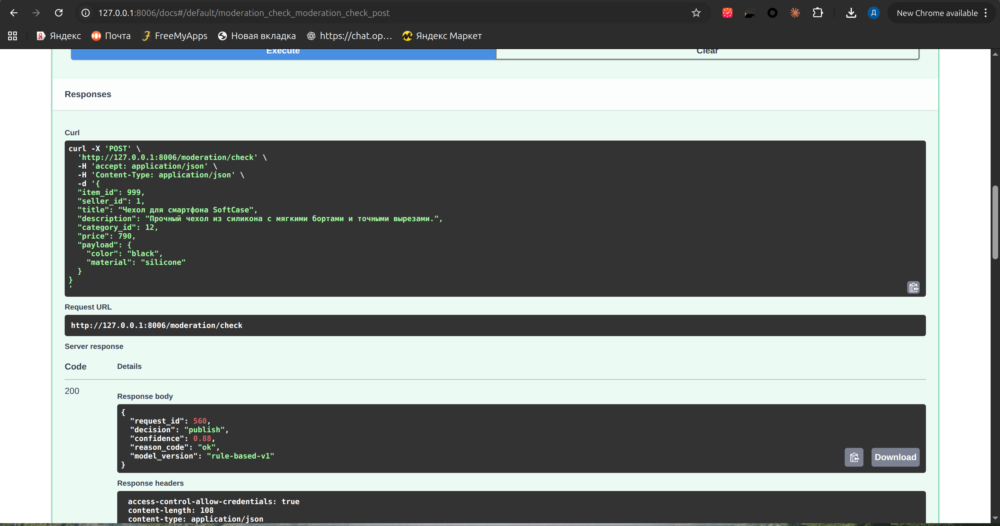 127.0.0.1:8006/docs#/default/moderation_check_moderation_check_post
Д
New Chrome available
Яндекс
Почта
FreeMyApps
Новая вкладка
https://chat.op...
Яндекс Маркет
Execute
Clear
Responses
Curl
curl -X 'POST' \
  'http://127.0.0.1:8006/moderation/check' \
  -H 'accept: application/json' \
  -H 'Content-Type: application/json' \
  -d '{
  "item_id": 999,
  "seller_id": 1,
  "title": "Чехол для смартфона SoftCase",
  "description": "Прочный чехол из силикона с мягкими бортами и точными вырезами.",
  "category_id": 12,
  "price": 790,
  "payload": {
    "color": "black",
    "material": "silicone"
  }
}
'
Request URL
http://127.0.0.1:8006/moderation/check
Server response
Code
Details
200
Response body
{
  "request_id": 560,
  "decision": "publish",
  "confidence": 0.88,
  "reason_code": "ok",
  "model_version": "rule-based-v1"
}
Download
Response headers
access-control-allow-credentials: true
content-length: 108
content-type: application/json